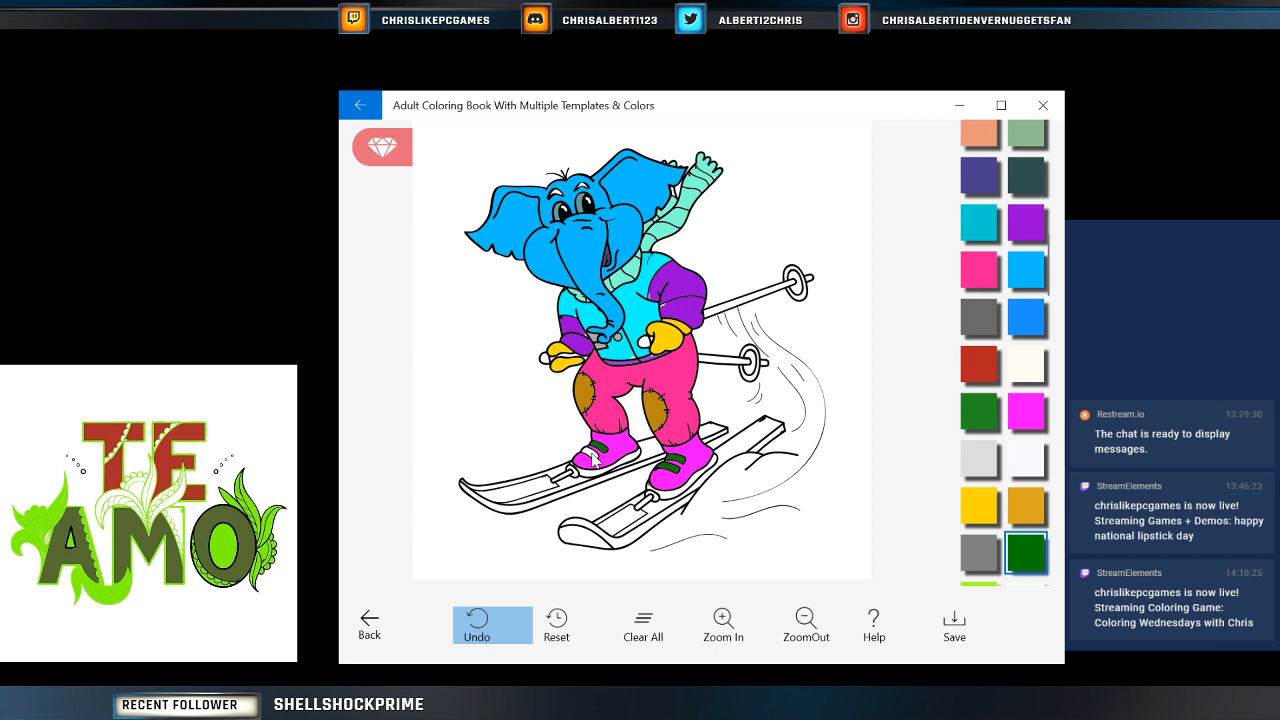 CHRISLIKEPCGAMES
CHRISALBERTI123
ALBERTI2CHRIS
CHRISALBERTIDENVERNUGGETSFAN
Adult Coloring Book With Multiple Templates & Colors
TE
AMO
Restream.io 13:29:30
The chat is ready to display
messages.
StreamElements 13:46:23
chrislikepcgames is now live!
Streaming Games + Demos: happy
national lipstick day
StreamElements 14:10:25
chrislikepcgames is now live!
Streaming Coloring Game:
Coloring Wednesdays with Chris
Back
Undo
Reset
Clear All
Zoom In
ZoomOut
Help
Save
RECENT FOLLOWER
SHELLSHOCKPRIME